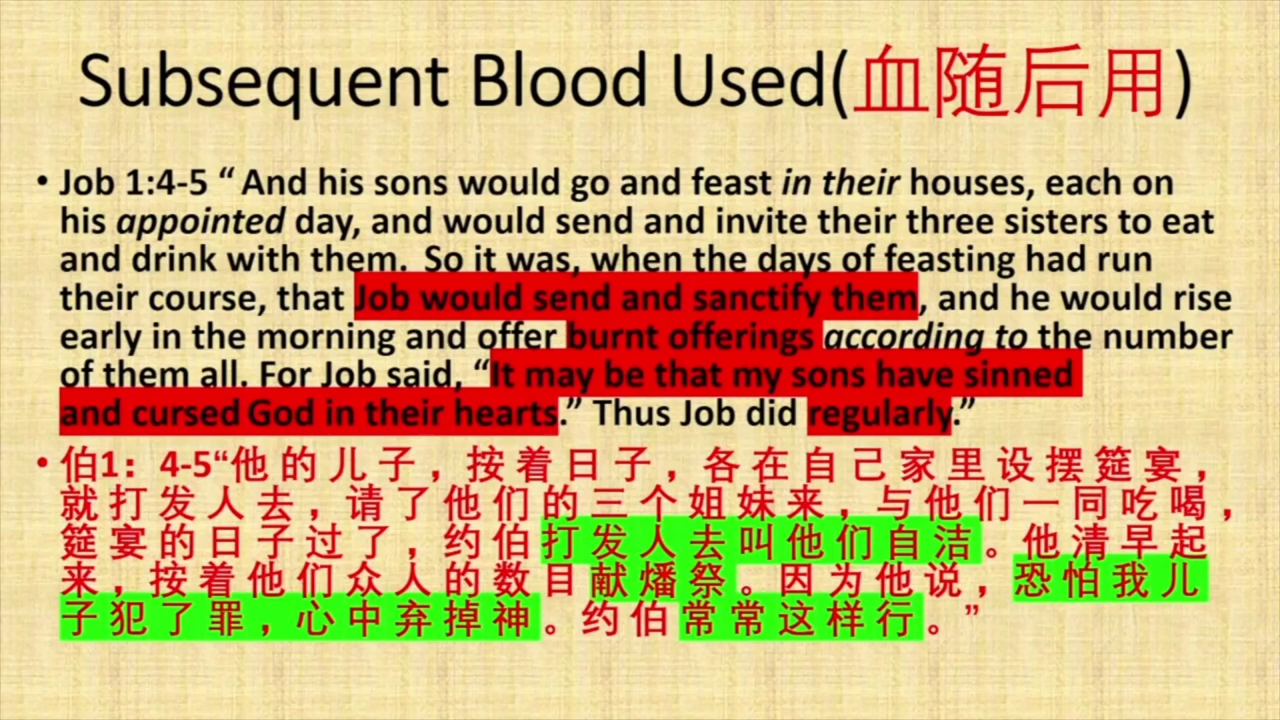 Subsequent Blood Used(血随后用)
• Job 1:4-5 “ And his sons would go and feast in their houses, each on
his appointed day, and would send and invite their three sisters to eat
and drink with them. So it was, when the days of feasting had run
their course, that Job would send and sanctify them, and he would rise
early in the morning and offer burnt offerings according to the number
of them all. For Job said, “It may be that my sons have sinned
and cursed God in their hearts.” Thus Job did regularly.”
• 伯1：4-5“他的儿子，按着日子，各在自己家里设摆筵宴，
就打发人去，请了他们的三个姐妹来，与他们一同吃喝，
筵宴的日子过了，约伯打发人去叫他们自洁。他清早起
来，按着他们众人的数目献燔祭。因为他说，恐怕我儿
子犯了罪，心中弃掉神。约伯常常这样行。”